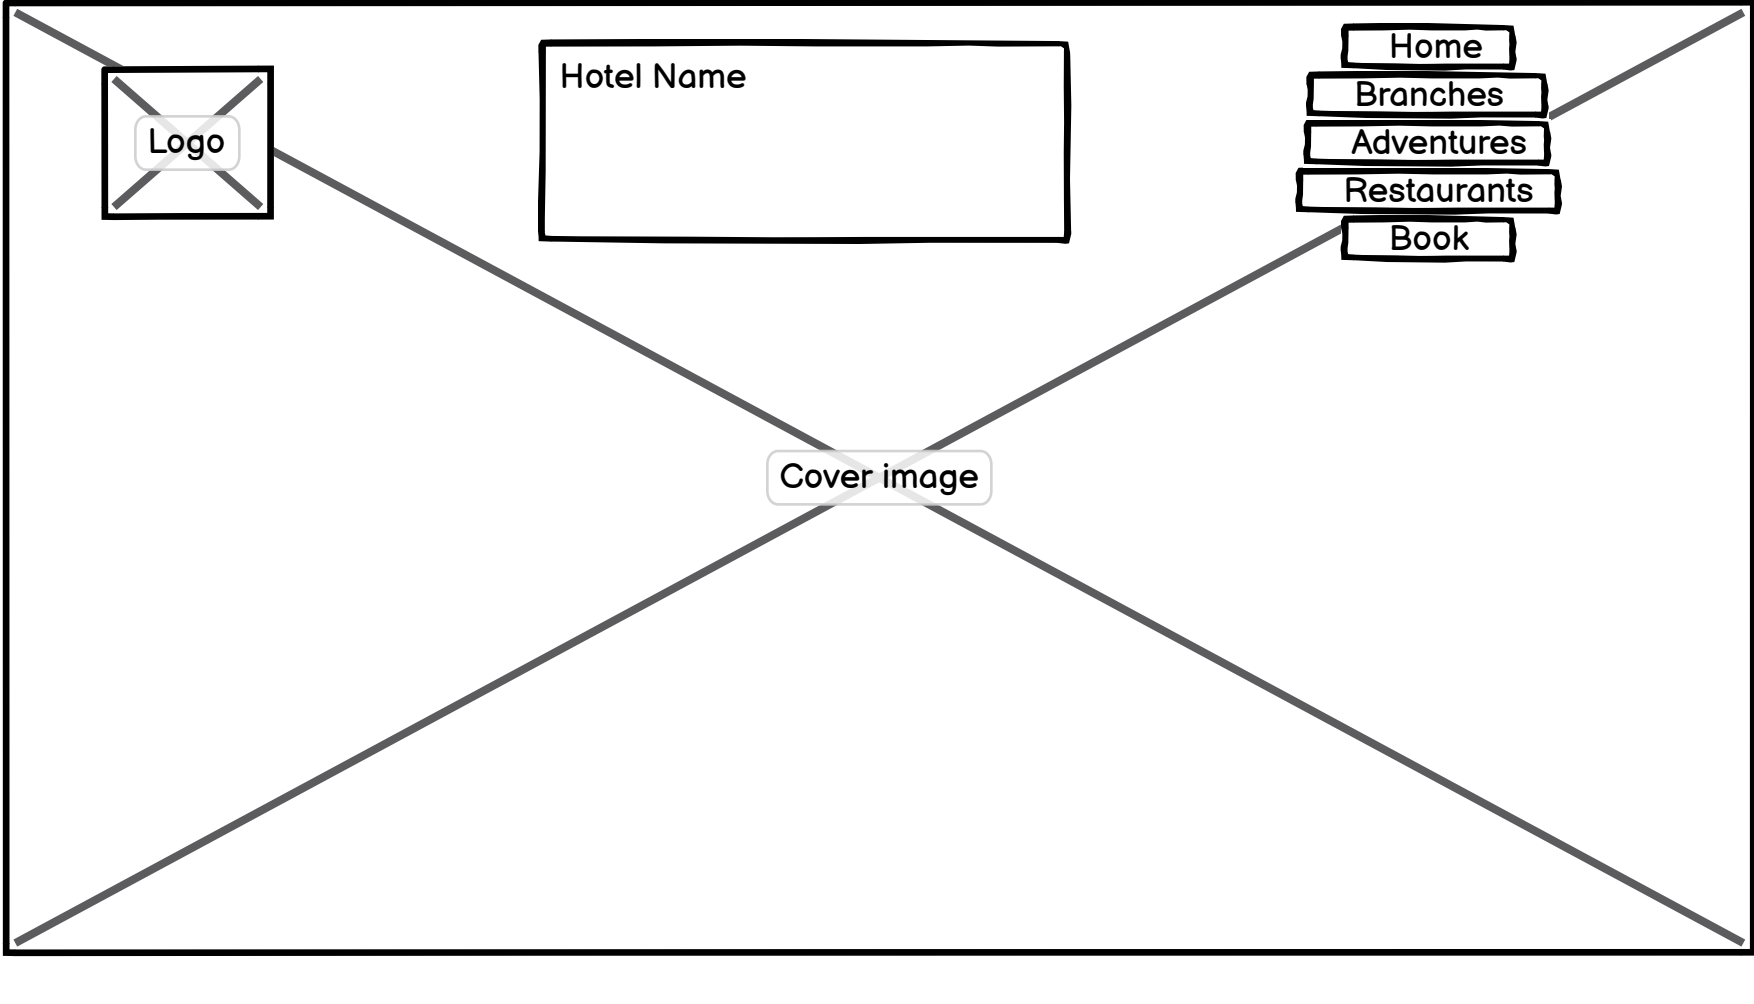 Logo
Hotel Name
Home
Branches
Adventures
Restaurants
Book
Cover image